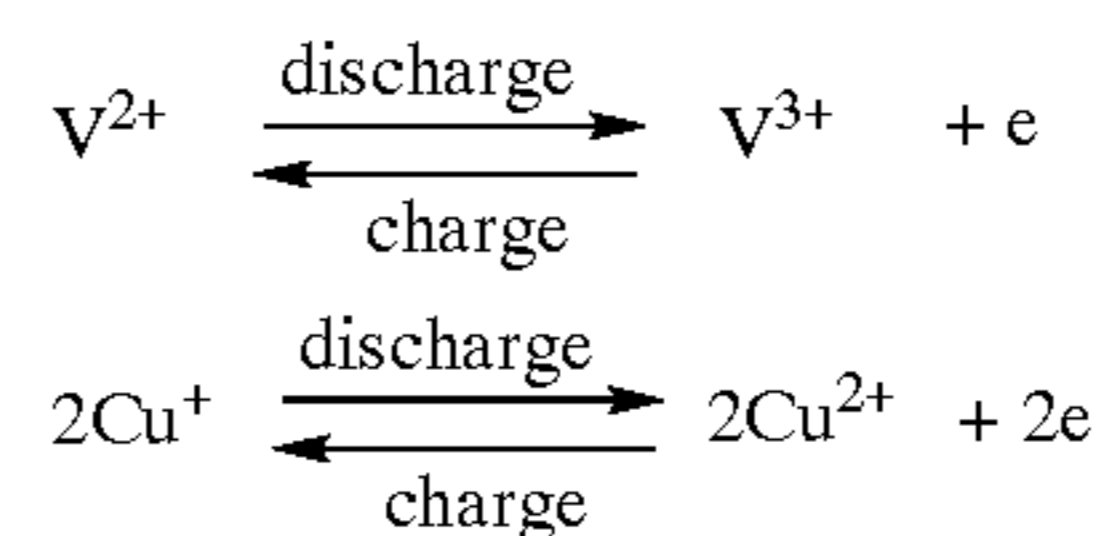 discharge
V²⁺ V³⁺ + e
charge
discharge
2Cu⁺ 2Cu²⁺ + 2e
charge